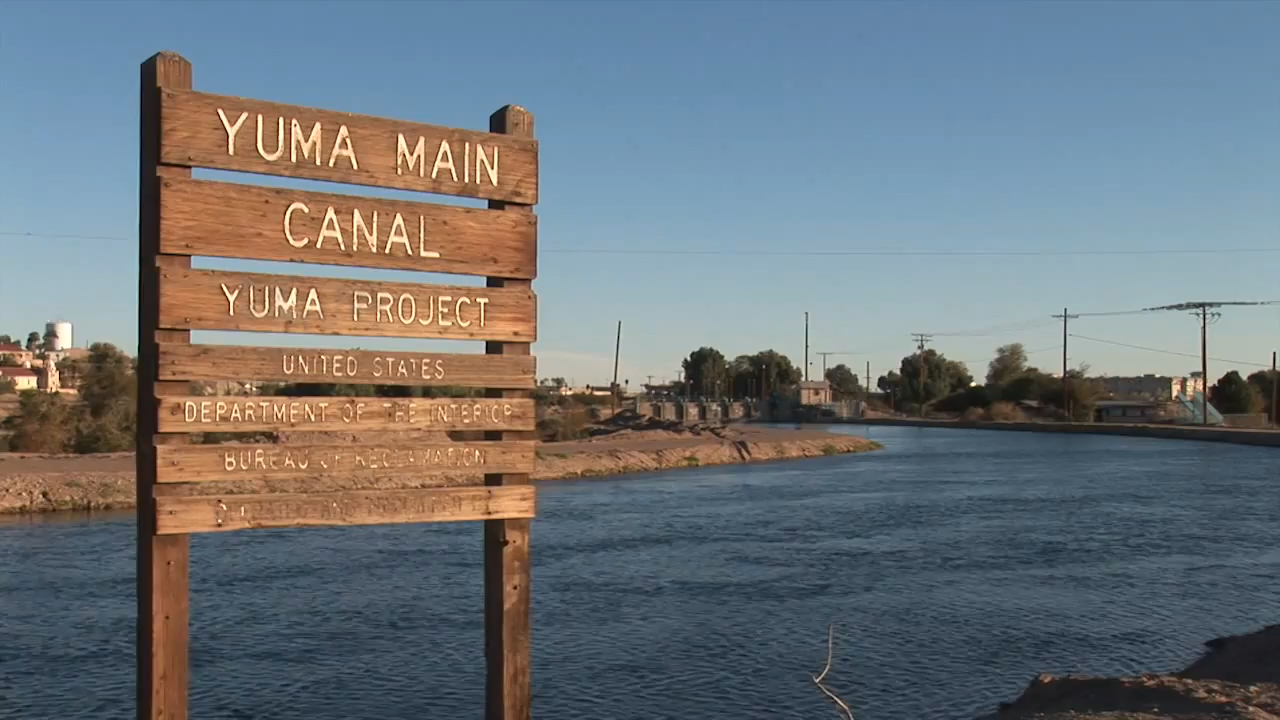 YUMA MAIN
CANAL
YUMA PROJECT
UNITED STATES
DEPARTMENT OF THE INTERIOR
BUREAU OF RECLAMATION